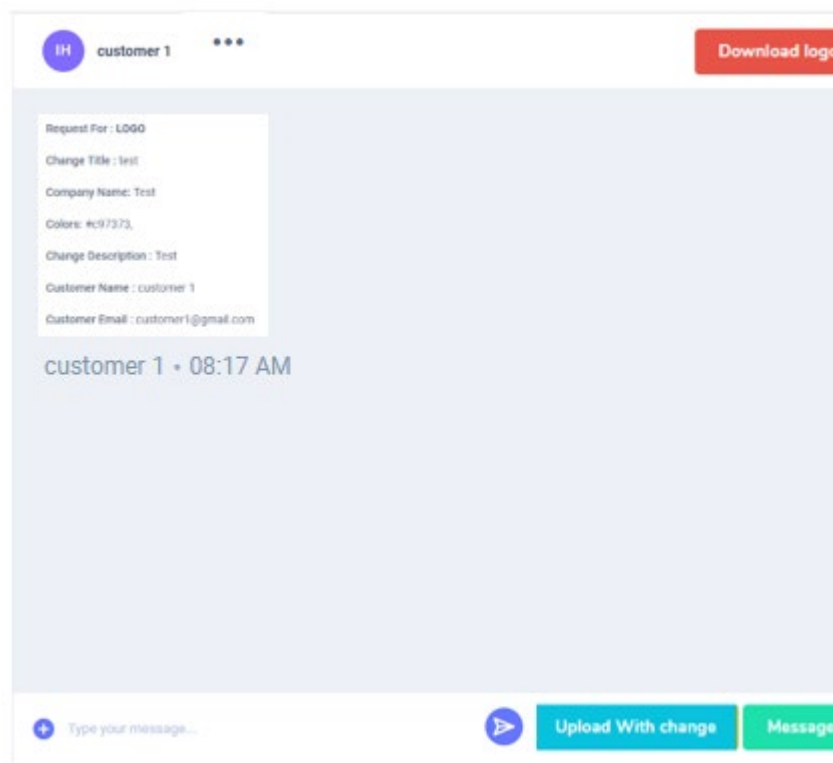 IH customer 1 •••
Download logo
Request For : LOGO
Change Title : test
Company Name: Test
Colors: #c97373,
Change Description : Test
Customer Name : customer 1
Customer Email : customer1@gmail.com
customer 1 • 08:17 AM
Type your message...
Upload With change
Message